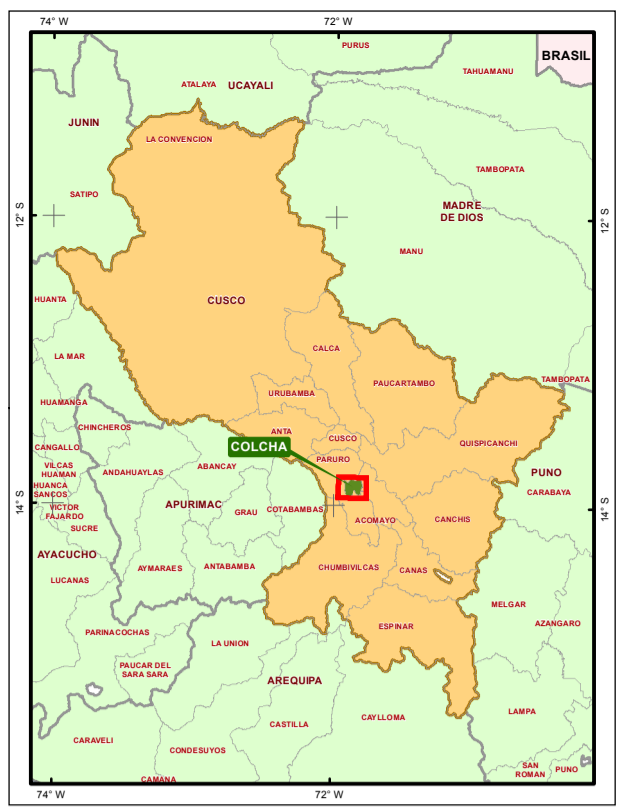 74° W
72° W
PURUS
BRASIL
TAHUAMANU
ATALAYA
UCAYALI
JUNIN
LA CONVENCION
TAMBOPATA
SATIPO
MADRE
DE DIOS
12° S
12° S
MANU
HUANTA
CUSCO
CALCA
LA MAR
PAUCARTAMBO
TAMBOPATA
URUBAMBA
HUAMANGA
CHINCHEROS
ANTA
CUSCO
QUISPICANCHI
COLCHA
CANGALLO
PARURO
VILCAS
HUAMAN
ANDAHUAYLAS
ABANCAY
PUNO
HUANCA
SANCOS
CARABAYA
APURIMAC
14° S
14° S
VICTOR
FAJARDO
GRAU
COTABAMBAS
ACOMAYO
CANCHIS
SUCRE
AYACUCHO
AYMARAES
ANTABAMBA
CHUMBIVILCAS
CANAS
LUCANAS
MELGAR
AZANGARO
PARINACOCHAS
ESPINAR
LA UNION
PAUCAR DEL
SARA SARA
AREQUIPA
CASTILLA
CAYLLOMA
LAMPA
CARAVELI
CONDESUYOS
SAN
ROMAN
PUNO
CAMANA
74° W
72° W